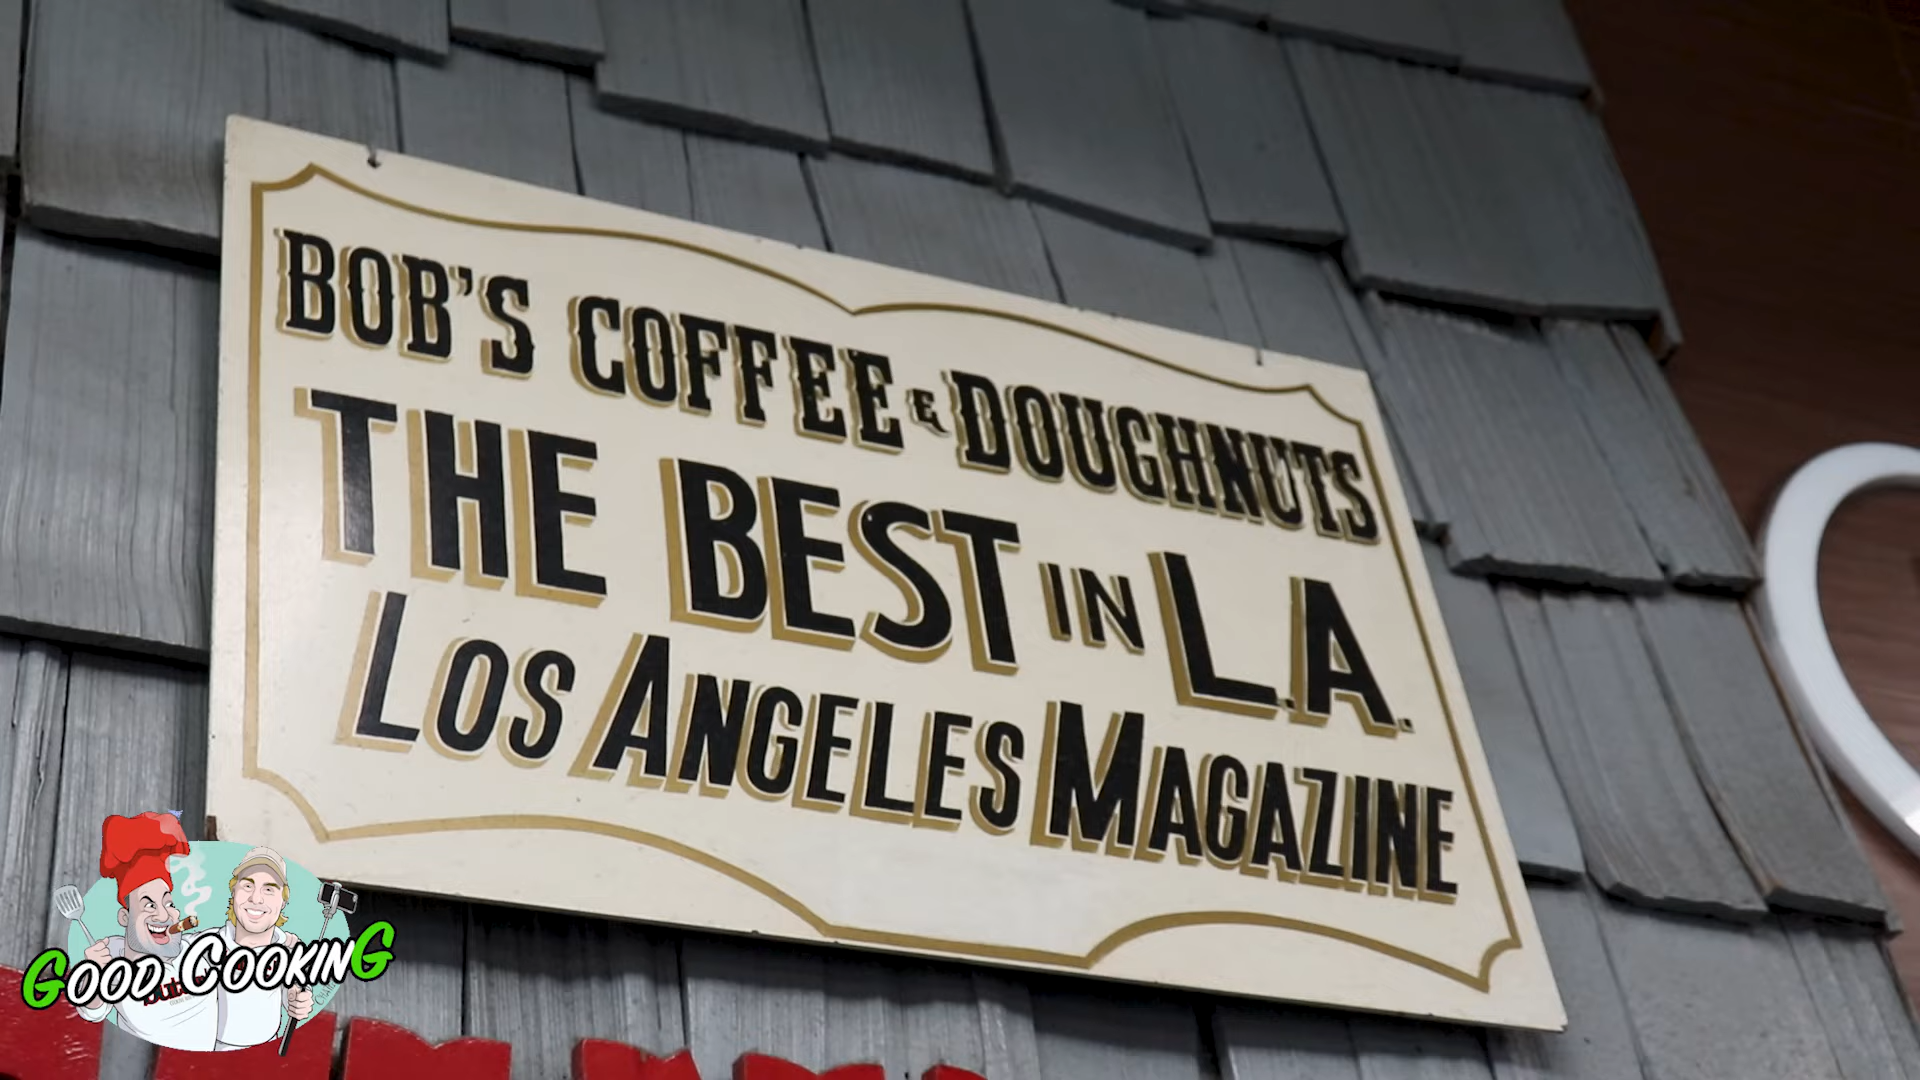 BOB'S COFFEE & DOUGHNUTS
THE BEST IN L.A.
LOS ANGELES MAGAZINE
GOOD COOKING